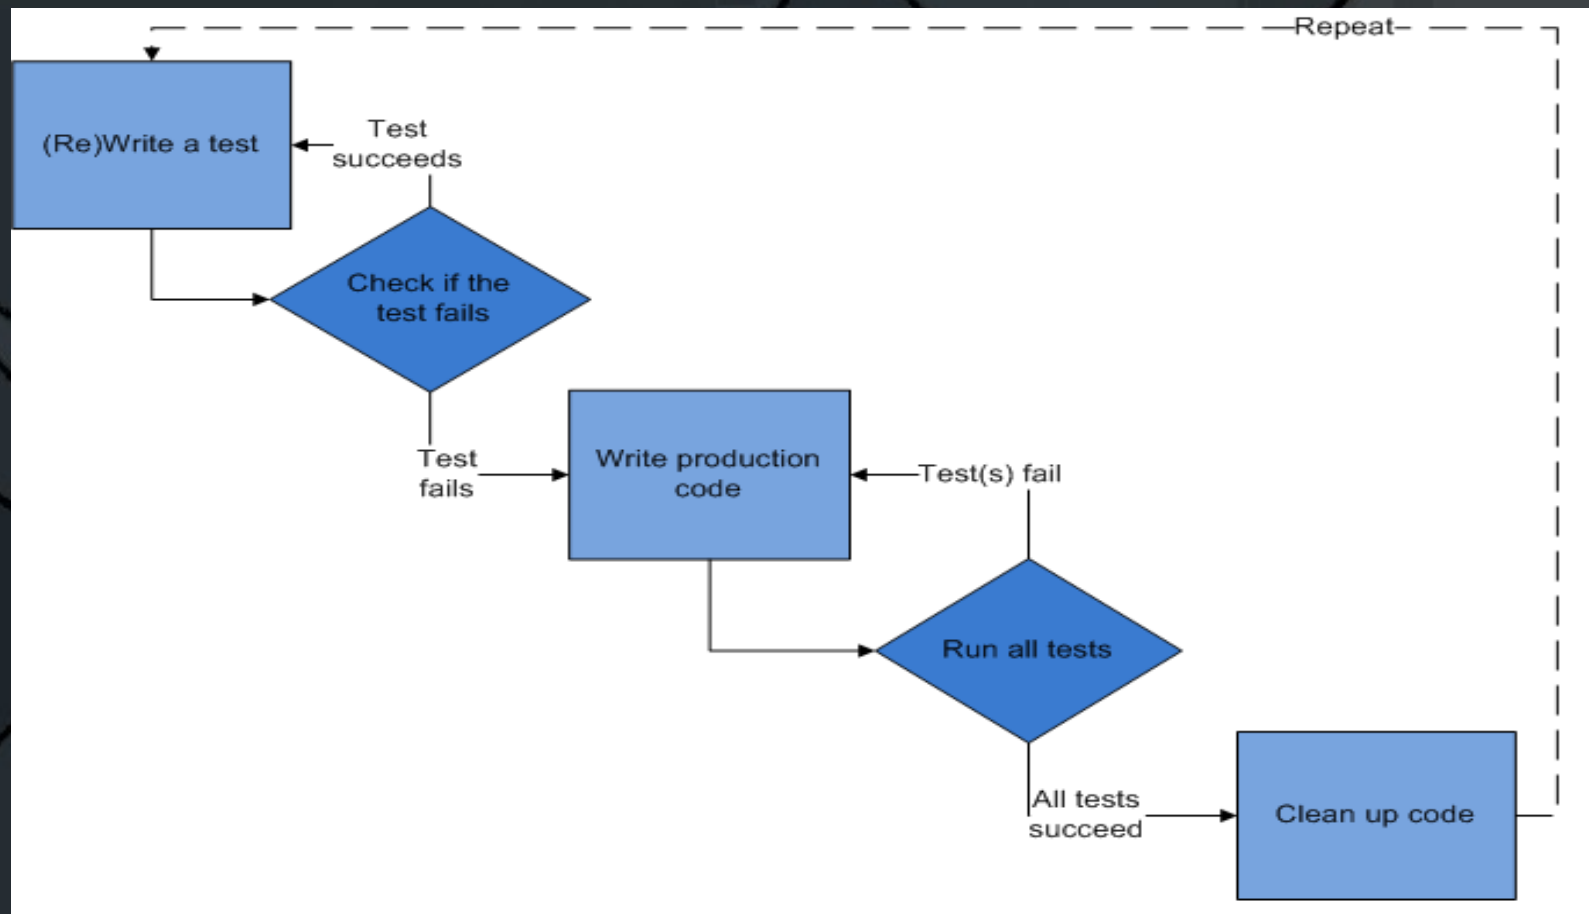 Repeat
(Re)Write a test
Test
succeeds
Check if the
test fails
Test
fails
Write production
code
Test(s) fail
Run all tests
All tests
succeed
Clean up code